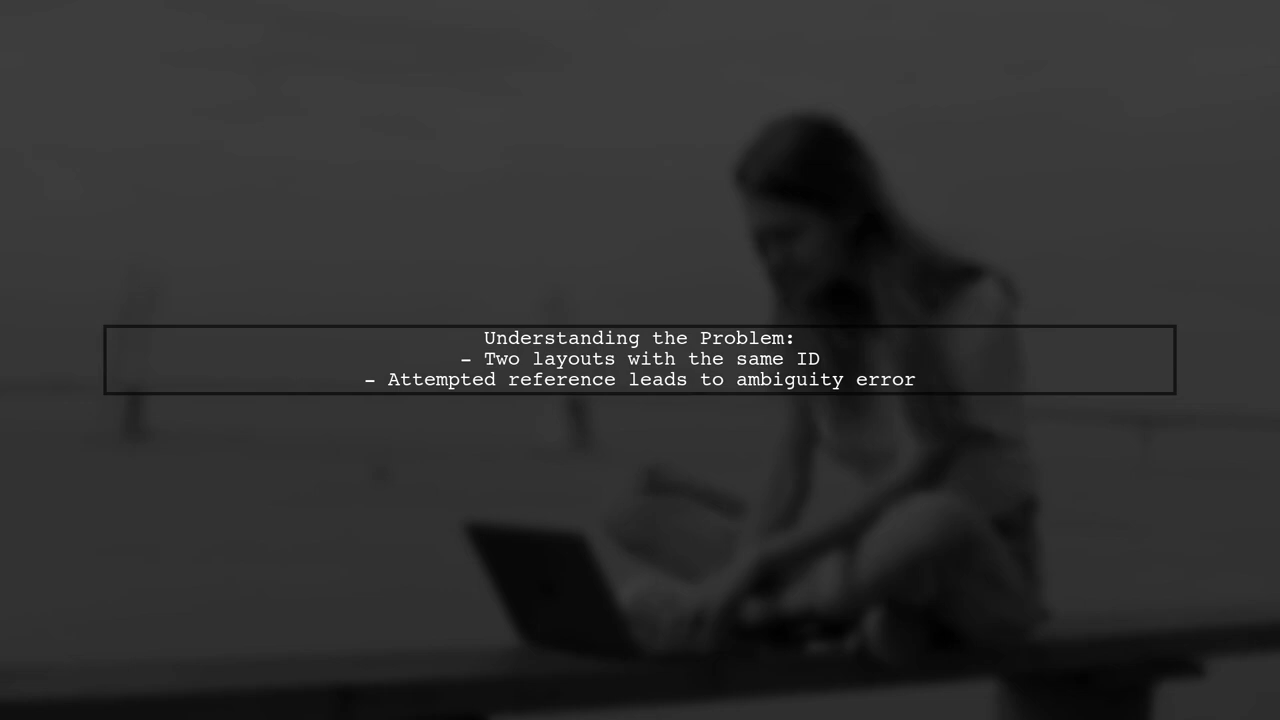 Understanding the Problem:
- Two layouts with the same ID
- Attempted reference leads to ambiguity error